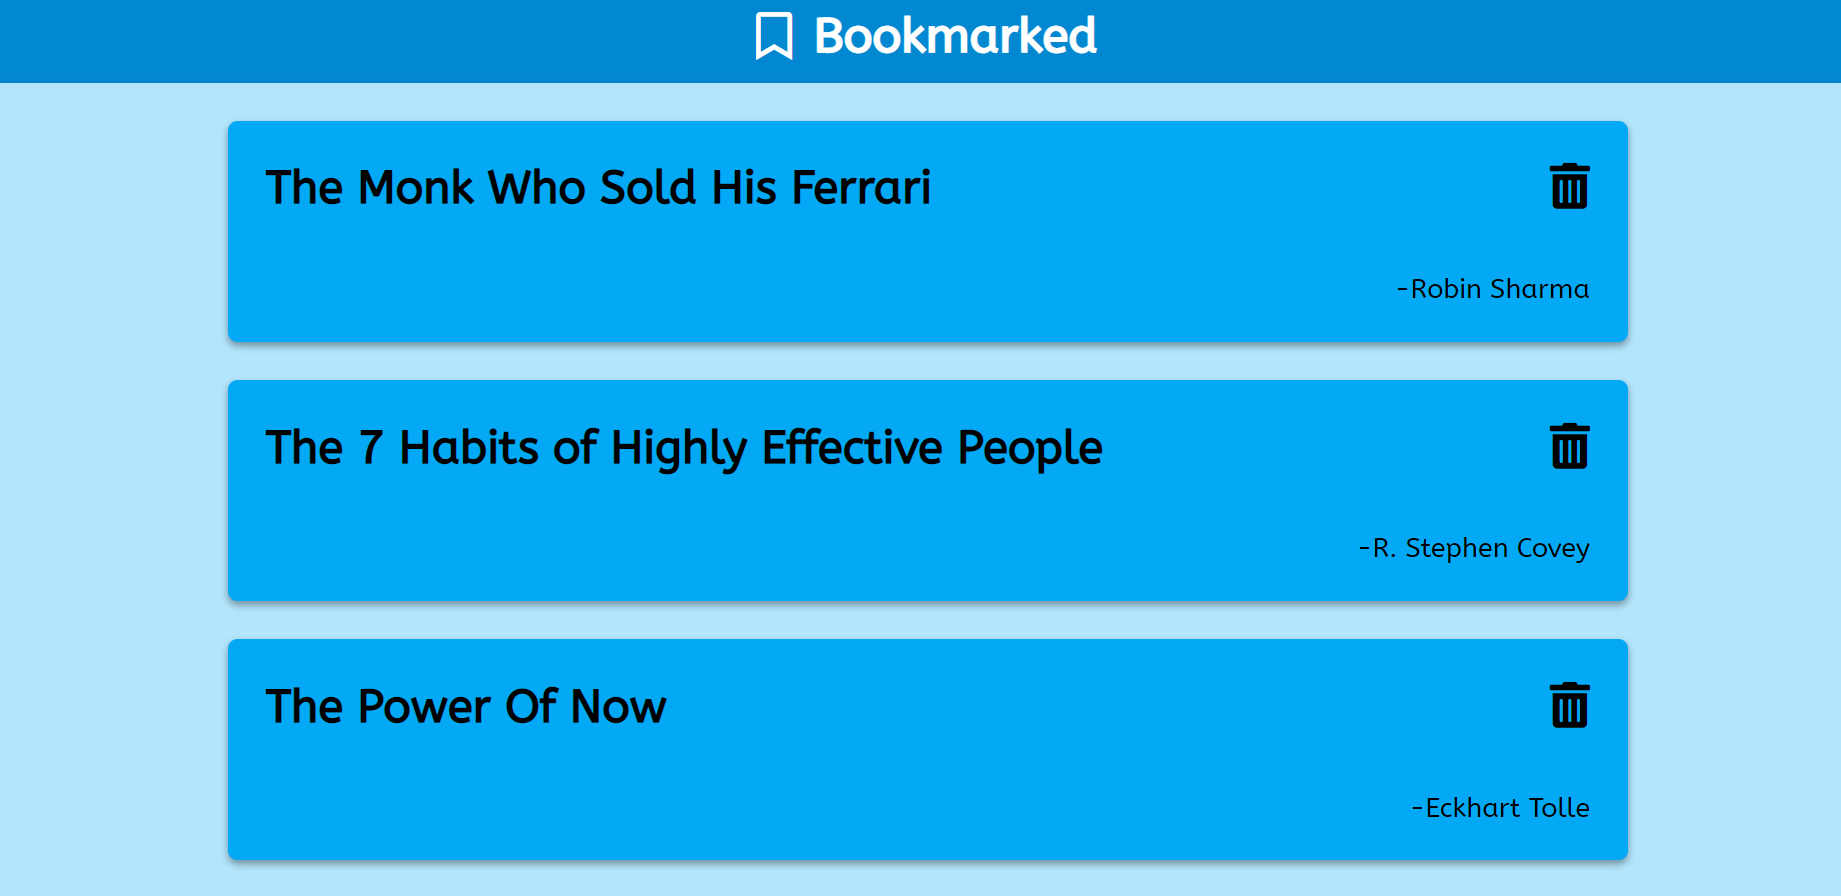 Bookmarked
The Monk Who Sold His Ferrari
-Robin Sharma
The 7 Habits of Highly Effective People
-R. Stephen Covey
The Power Of Now
-Eckhart Tolle